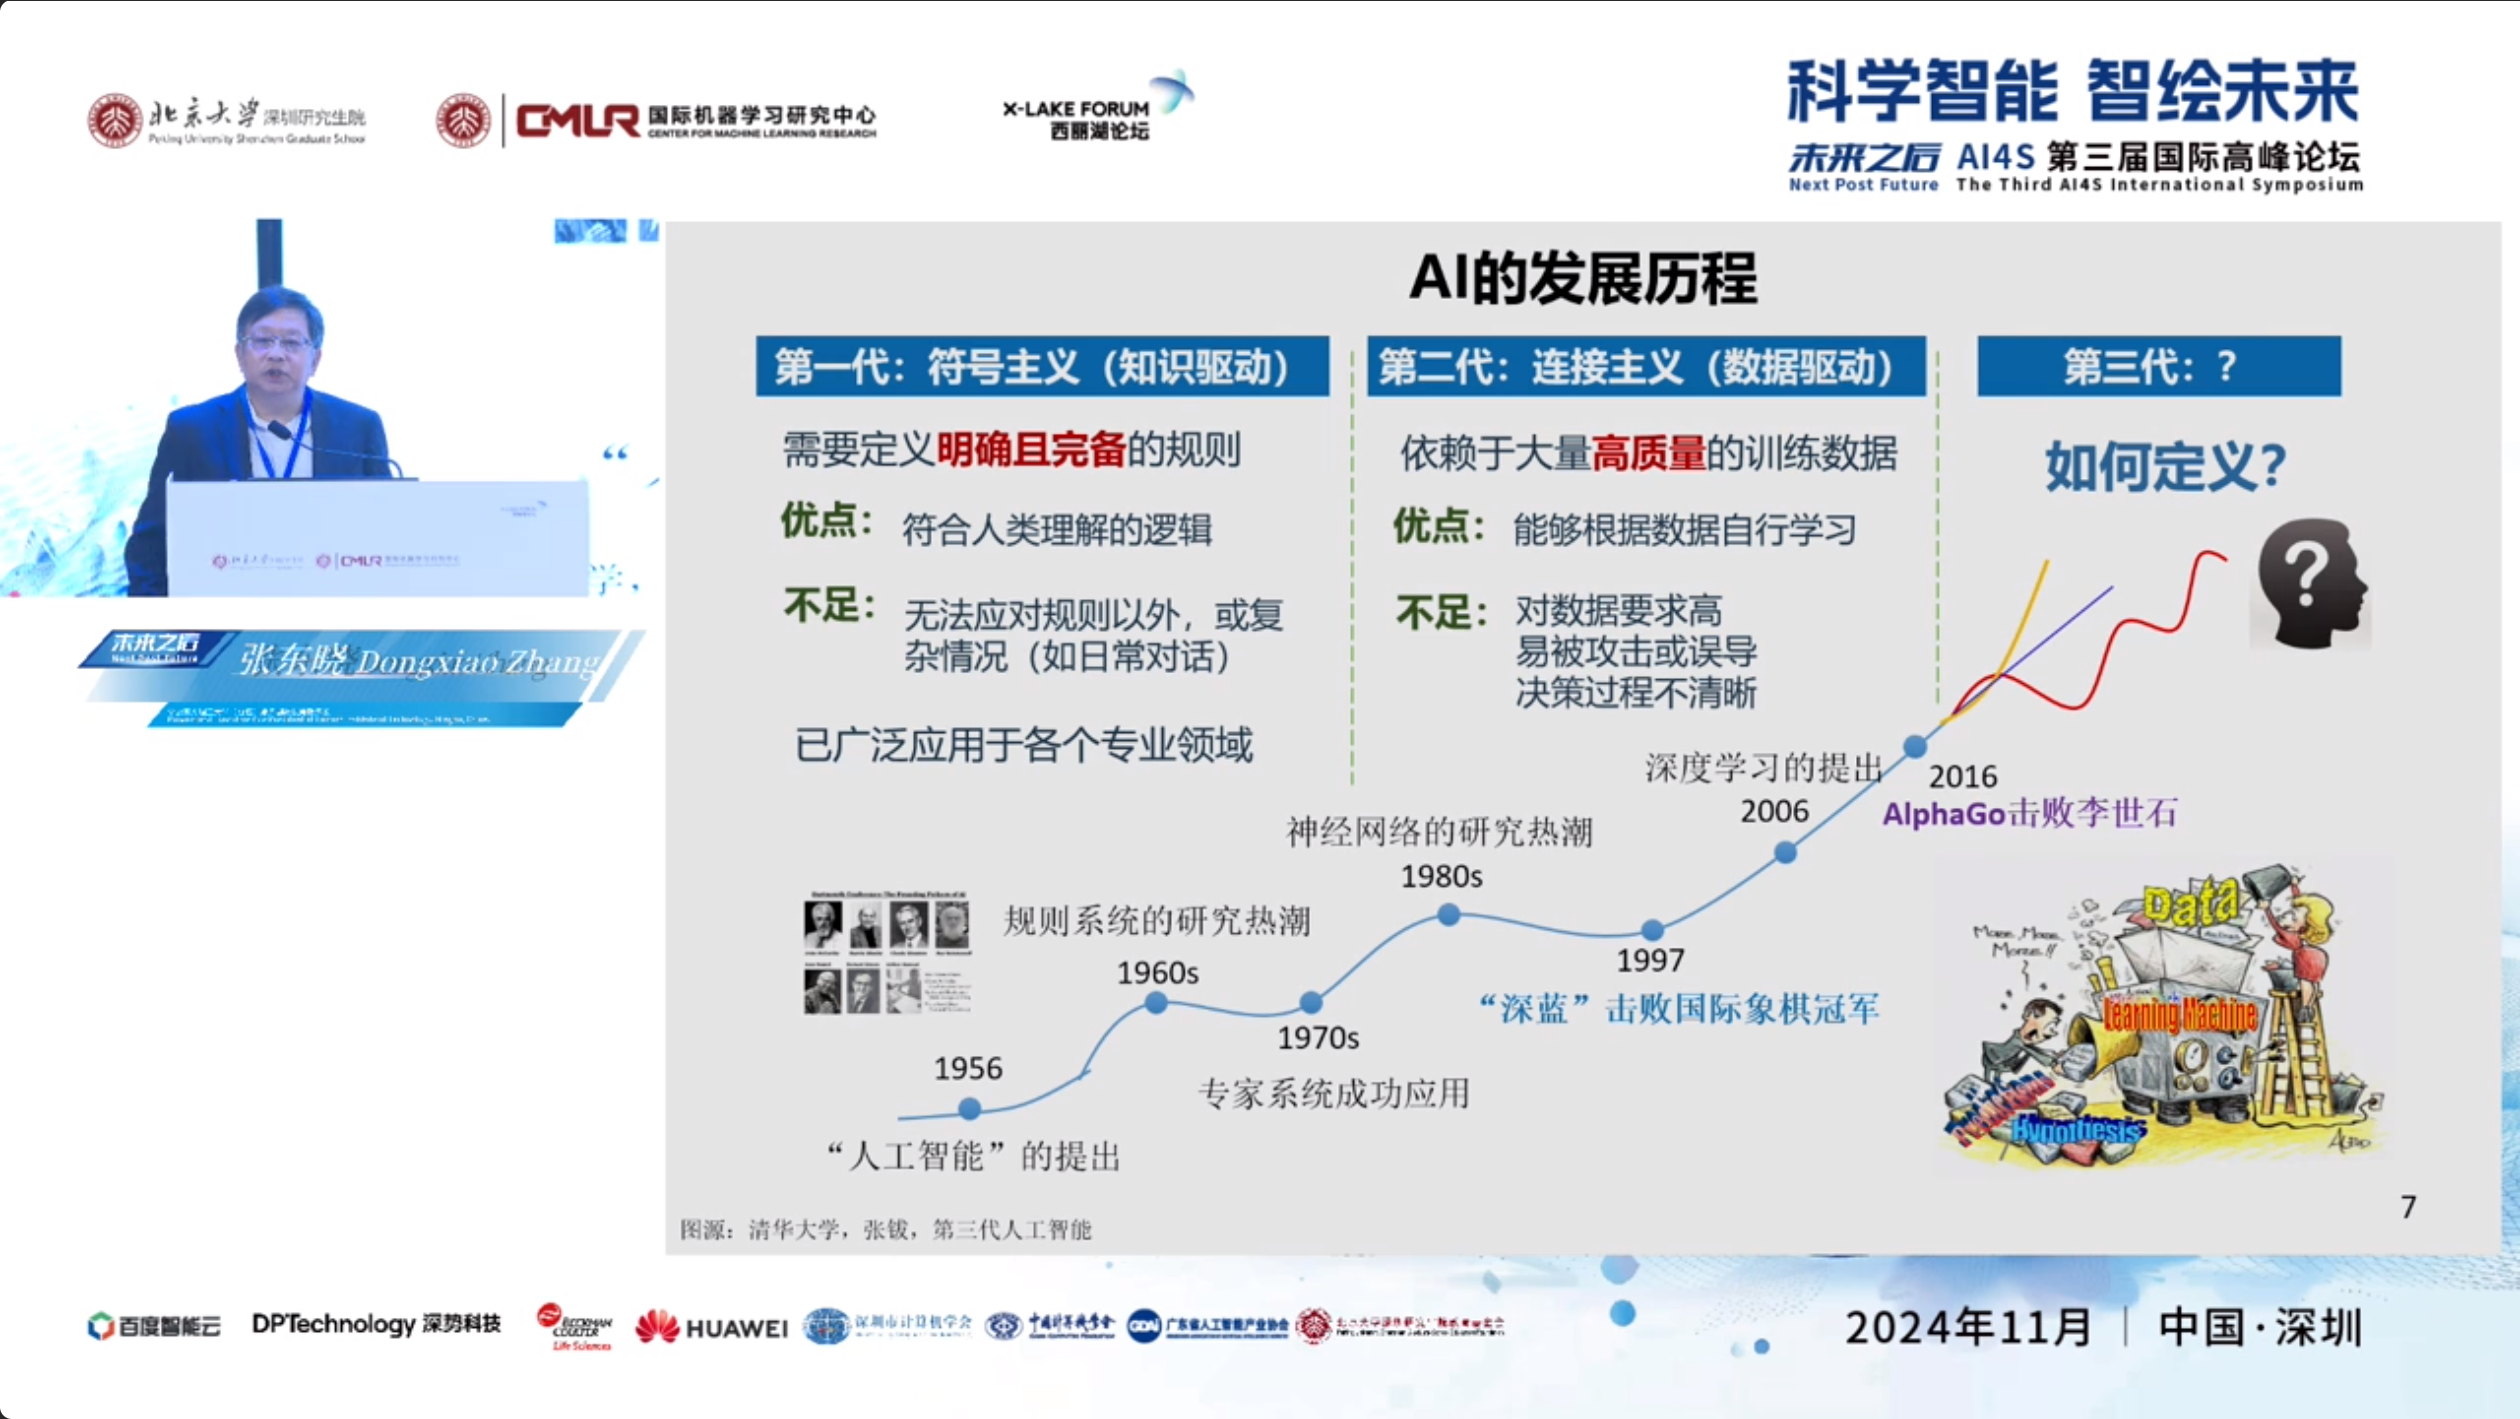 北京大学 深圳研究生院
Peking University Shenzhen Graduate School
CMLR 国际机器学习研究中心
CENTER FOR MACHINE LEARNING RESEARCH
X-LAKE FORUM
西丽湖论坛
科学智能 智绘未来
未来之后 AI4S 第三届国际高峰论坛
Next Post Future The Third AI4S International Symposium
CMLR
未来之后
Next Post Future
张东晓 Dongxiao Zhang
AI的发展历程
第一代：符号主义（知识驱动）
需要定义明确且完备的规则
优点：符合人类理解的逻辑
不足：无法应对规则以外，或复
杂情况（如日常对话）
已广泛应用于各个专业领域
第二代：连接主义（数据驱动）
依赖于大量高质量的训练数据
优点：能够根据数据自行学习
不足：对数据要求高
易被攻击或误导
决策过程不清晰
第三代：?
如何定义?
?
深度学习的提出
2006
2016
AlphaGo击败李世石
神经网络的研究热潮
1980s
规则系统的研究热潮
1960s
1997
“深蓝”击败国际象棋冠军
1970s
专家系统成功应用
1956
“人工智能”的提出
Dartmouth Conference: The Founding Fathers of AI
Data
More, More,
More!!
Learning Machine
Hypothesis
7
图源：清华大学，张钹，第三代人工智能
百度智能云
DPTechnology 深势科技
BECKMAN
COULTER
Life Sciences
HUAWEI
深圳市计算机学会
广东省人工智能产业协会
2024年11月 | 中国·深圳